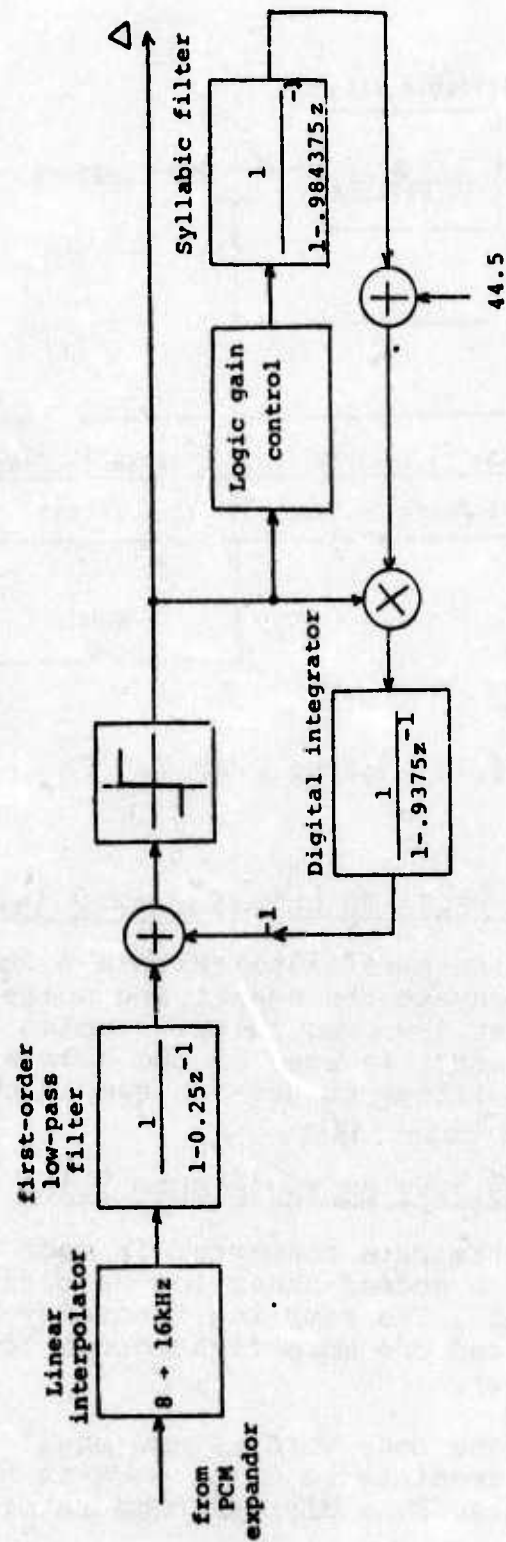 from
PCM
expandor
Linear
interpolator
8 → 16kHz
first-order
low-pass
filter
1
1-0.25z^-1
-1
Digital integrator
1
1-.9375z^-1
Logic gain
control
Syllabic filter
1
1-.984375z^-1
44.5
Δ